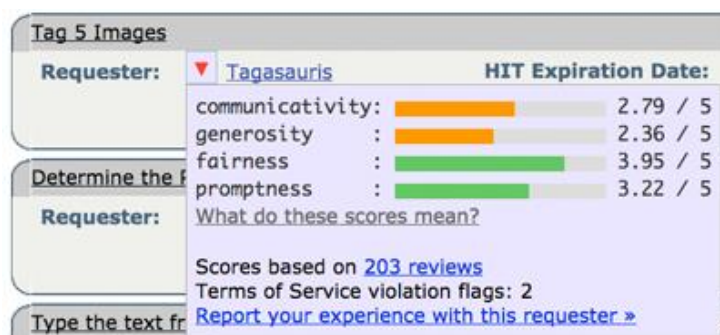 Tag 5 Images
Requester: Tagasauris HIT Expiration Date:
communicativity: 2.79 / 5
generosity : 2.36 / 5
fairness : 3.95 / 5
promptness : 3.22 / 5
What do these scores mean?
Determine the
Requester:
Scores based on 203 reviews
Terms of Service violation flags: 2
Report your experience with this requester »
Type the text fr